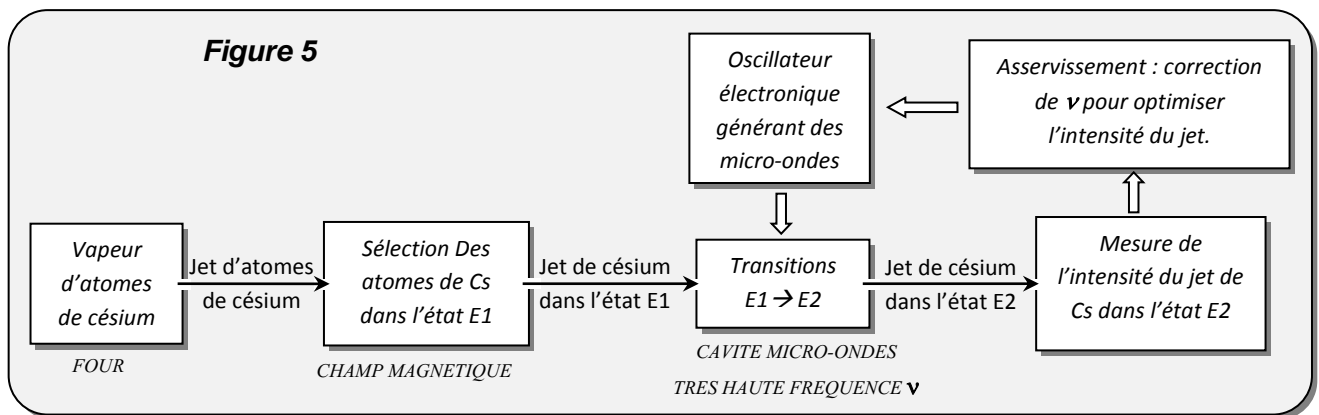 Figure 5
Oscillateur
électronique
générant des
micro-ondes
Asservissement : correction
de ν pour optimiser
l'intensité du jet.
Vapeur
d'atomes
de césium
FOUR
Jet d'atomes
de césium
Sélection Des
atomes de Cs
dans l'état E1
CHAMP MAGNETIQUE
Jet de césium
dans l'état E1
Transitions
E1 → E2
CAVITE MICRO-ONDES
TRES HAUTE FREQUENCE ν
Jet de césium
dans l'état E2
Mesure de
l'intensité du jet de
Cs dans l'état E2